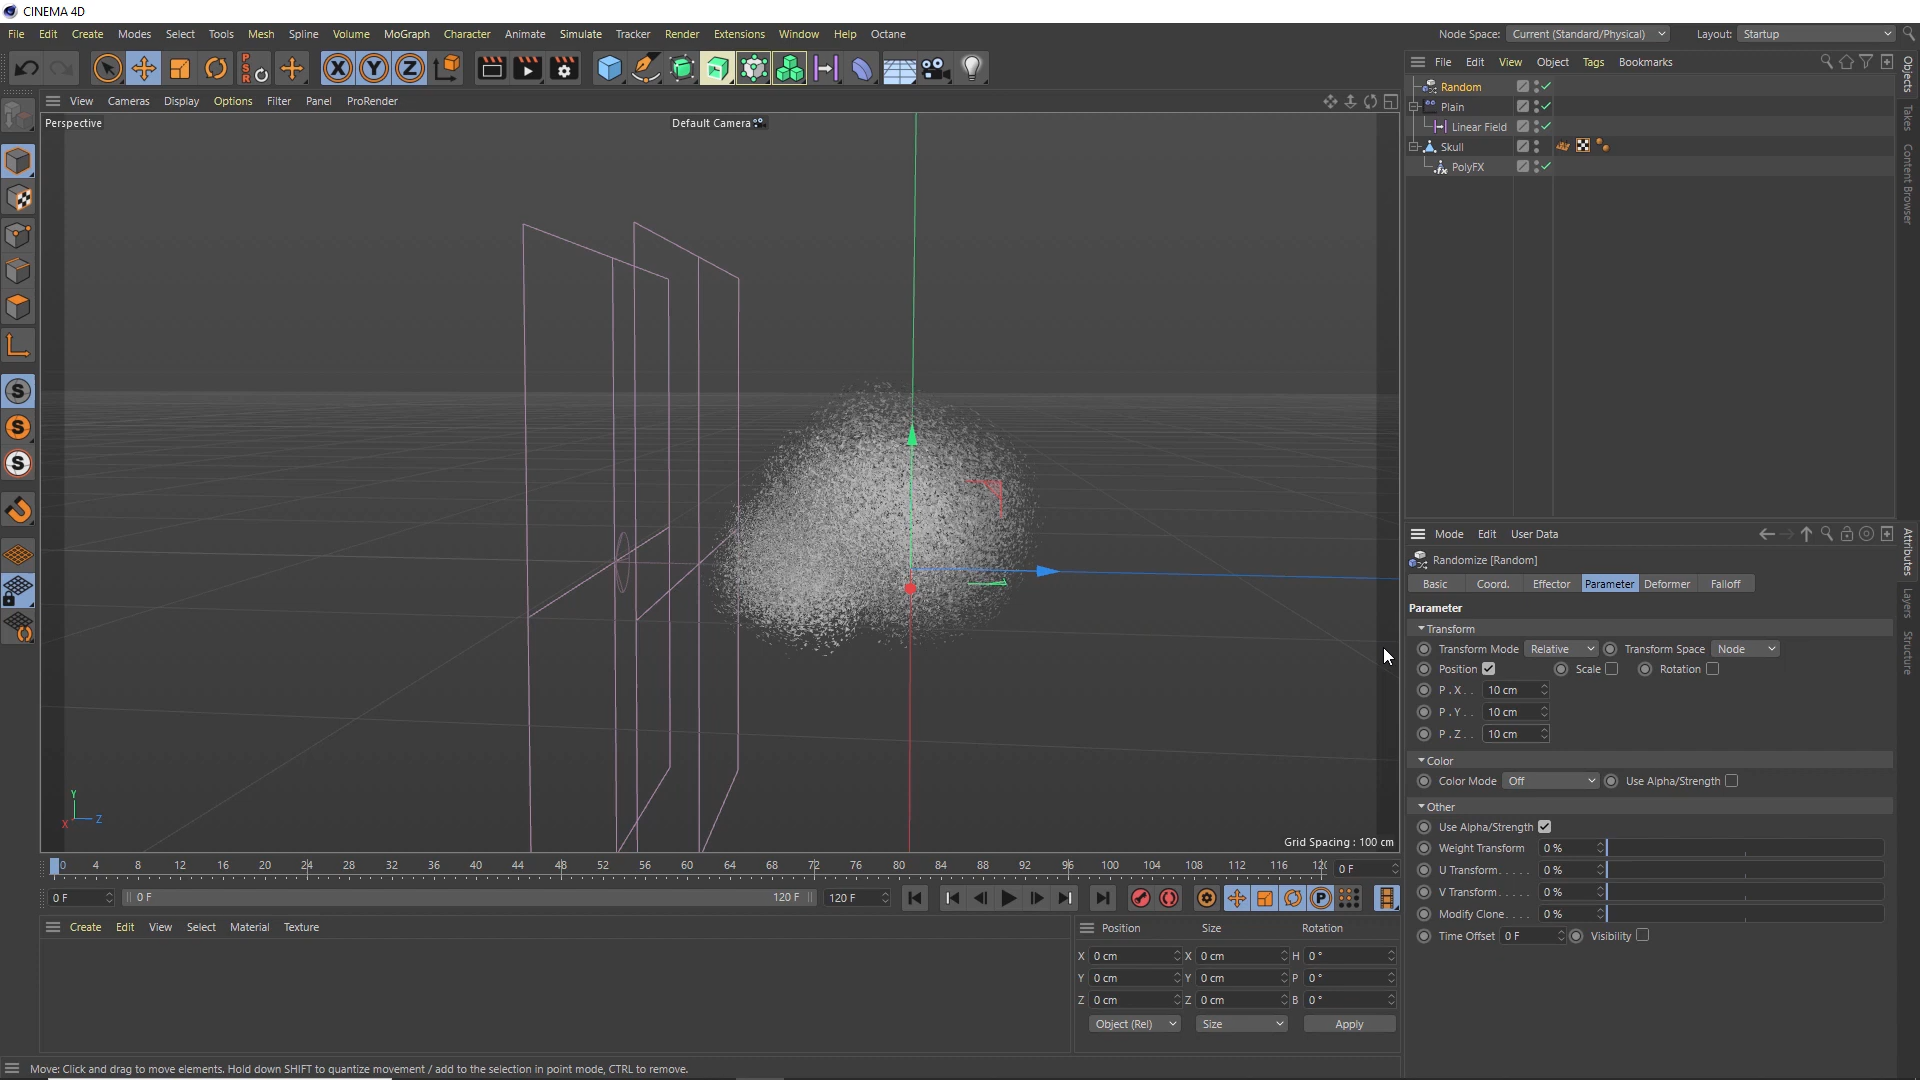 CINEMA 4D
File Edit Create Modes Select Tools Mesh Spline Volume MoGraph Character Animate Simulate Tracker Render Extensions Window Help Octane
Node Space: Current (Standard/Physical) Layout: Startup
PSR X Y Z
View Cameras Display Options Filter Panel ProRender
Perspective
Default Camera
File Edit View Object Tags Bookmarks
Random
Plain
Linear Field
Skull
PolyFX
Objects
Takes
Content Browser
S
S
S
Mode Edit User Data
Randomize [Random]
Basic Coord. Effector Parameter Deformer Falloff
Parameter
Transform
Transform Mode Relative Transform Space Node
Position Scale Rotation
P . X . . 10 cm
P . Y . . 10 cm
P . Z . . 10 cm
Color
Color Mode Off Use Alpha/Strength
Other
Use Alpha/Strength
Weight Transform 0 %
U Transform . . . . . 0 %
V Transform . . . . . 0 %
Modify Clone . . . . 0 %
Time Offset 0 F Visibility
Attributes
Layers
Structure
Y
X Z
Grid Spacing : 100 cm
0 4 8 12 16 20 24 28 32 36 40 44 48 52 56 60 64 68 72 76 80 84 88 92 96 100 104 108 112 116 0 F
0 F 0 F 120 F 120 F P
Create Edit View Select Material Texture
Position Size Rotation
X 0 cm X 0 cm H 0 °
Y 0 cm Y 0 cm P 0 °
Z 0 cm Z 0 cm B 0 °
Object (Rel) Size Apply
Move: Click and drag to move elements. Hold down SHIFT to quantize movement / add to the selection in point mode, CTRL to remove.